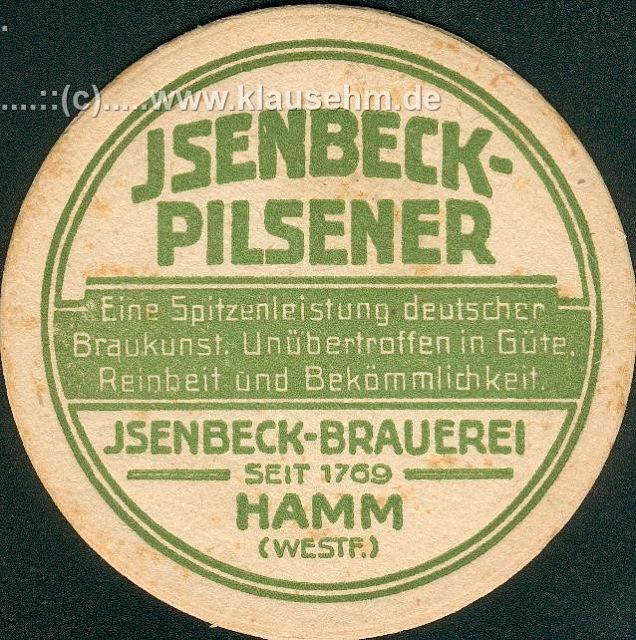 ....::(c).....www.klausehm.de
JSENBECK-
PILSENER
Eine Spitzenleistung deutscher
Braukunst. Unübertroffen in Güte,
Reinheit und Bekömmlichkeit.
JSENBECK-BRAUEREI
SEIT 1769
HAMM
(WESTF.)